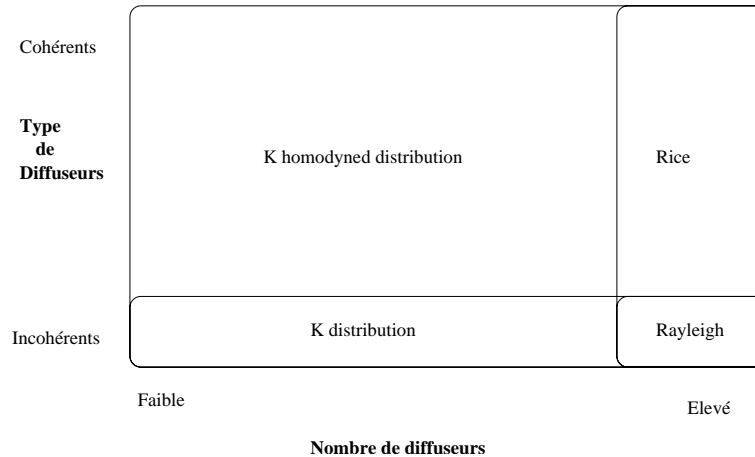 Cohérents
Type
de
Diffuseurs
K homodyned distribution
Rice
Incohérents
K distribution
Rayleigh
Faible
Elevé
Nombre de diffuseurs